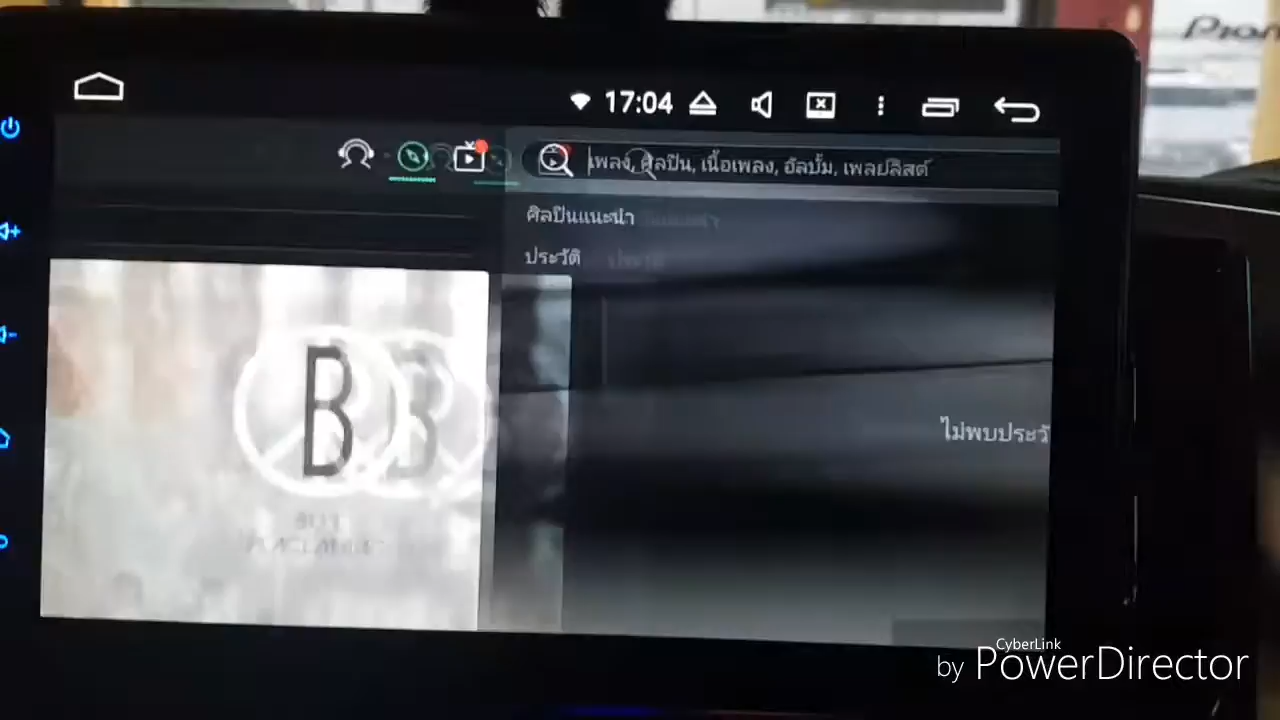 Pion
17:04
เพลง, ศิลปิน, เนื้อเพลง, อัลบั้ม, เพลย์ลิสต์
ศิลปินแนะนำ
ประวัติ
B
ไม่พบประวั
CyberLink
by PowerDirector